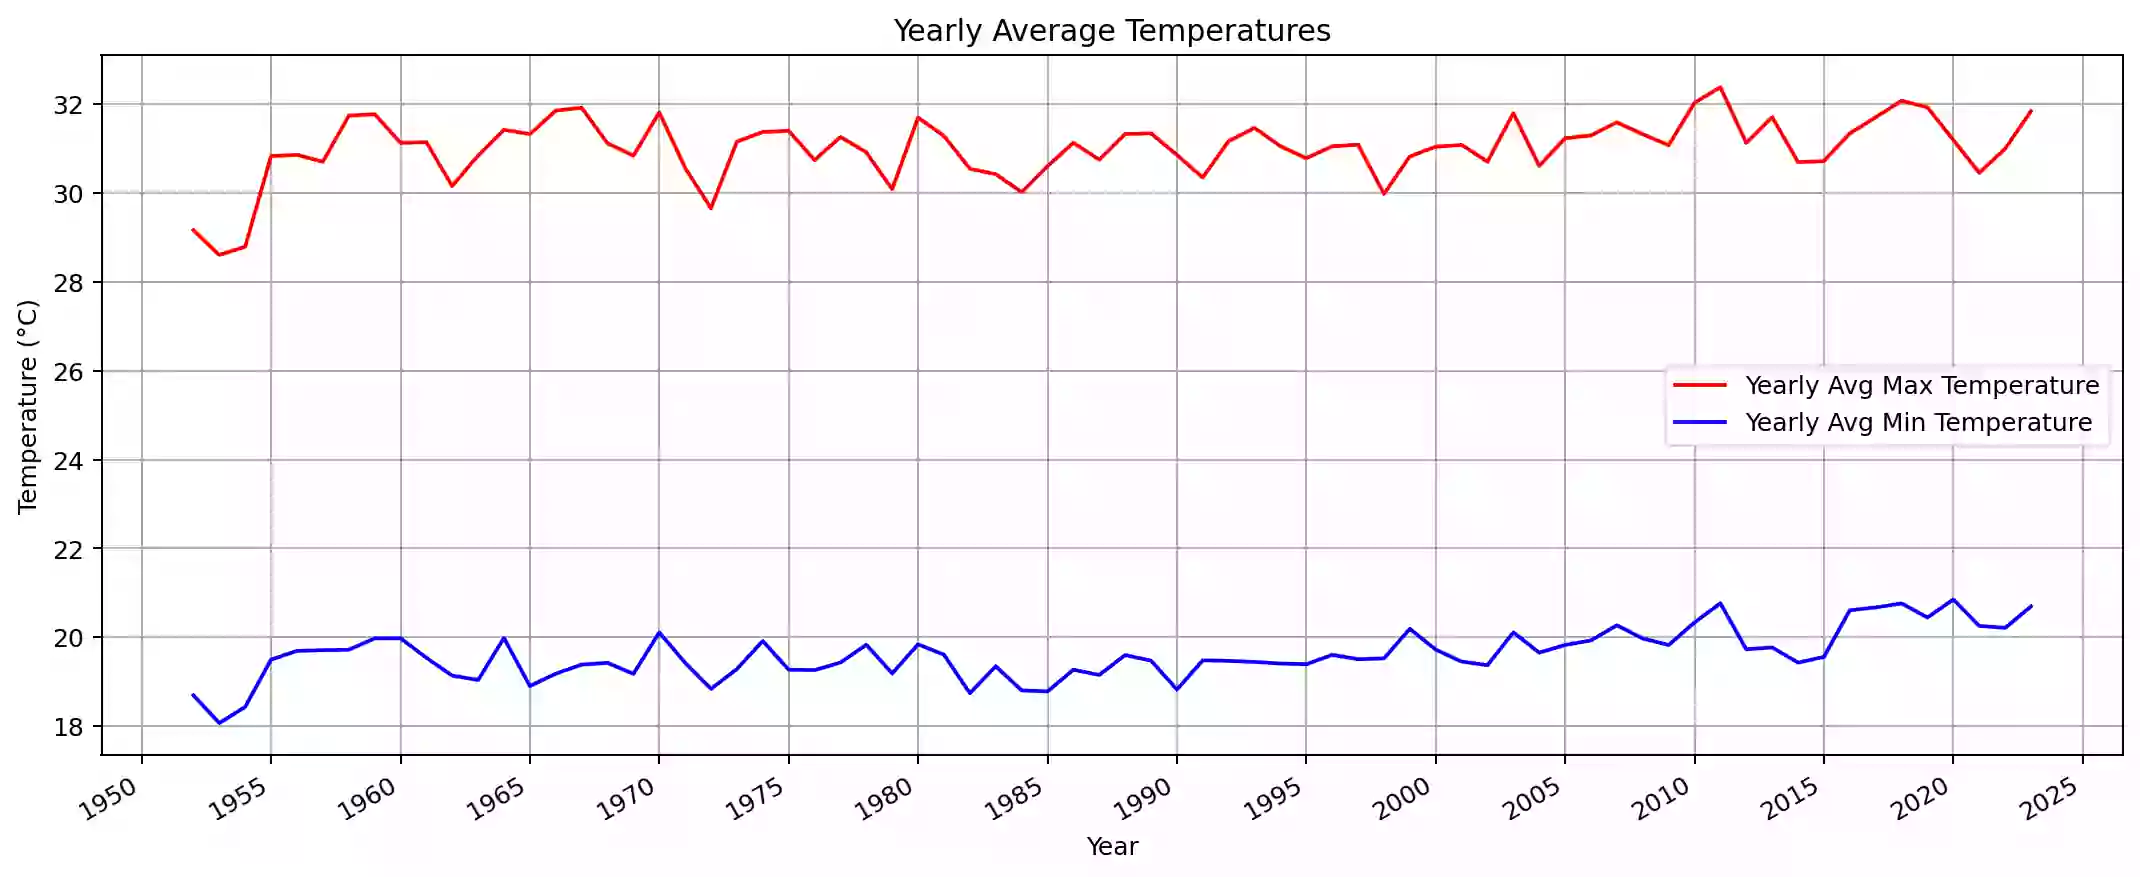 Yearly Average Temperatures
32
30
28
26
24
22
20
18
Temperature (°C)
Yearly Avg Max Temperature
Yearly Avg Min Temperature
1950 1955 1960 1965 1970 1975 1980 1985 1990 1995 2000 2005 2010 2015 2020 2025
Year